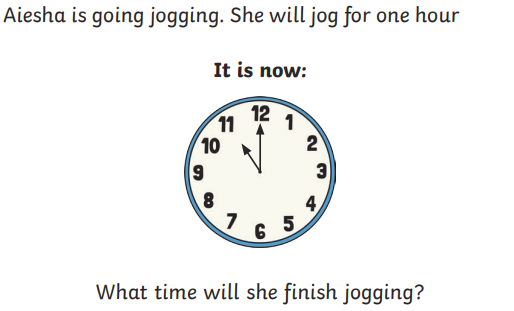 Aiesha is going jogging. She will jog for one hour
It is now:
12
11 1
10 2
9 3
8 4
7 5
6
What time will she finish jogging?